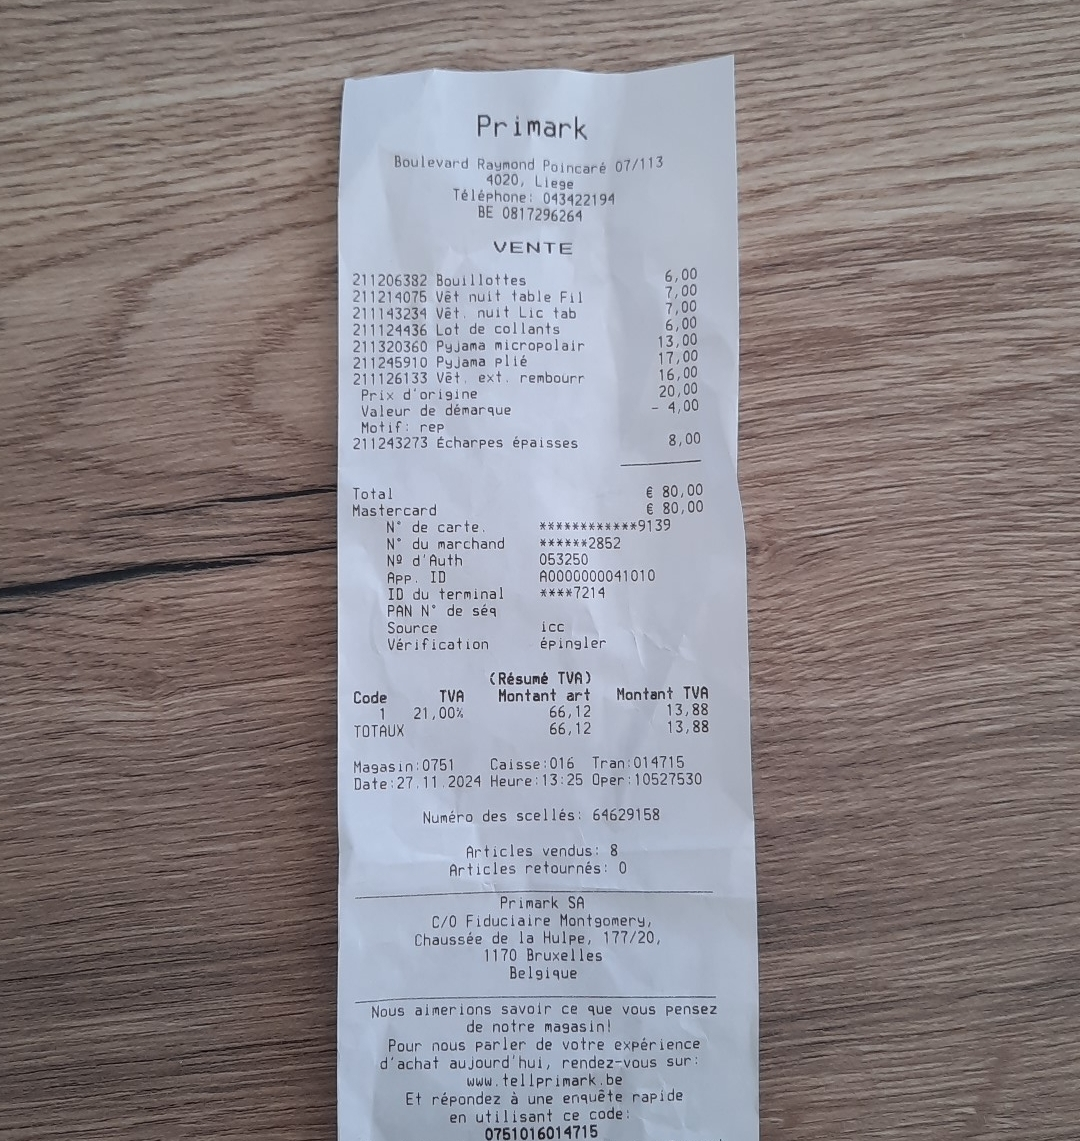 Primark
Boulevard Raymond Poincaré 07/113
4020, Liege
Téléphone: 043422194
BE 0817296264
VENTE
211206382 Bouillottes 6,00
211214075 Vêt nuit table Fil 7,00
211143234 Vêt. nuit Lic tab 7,00
211124436 Lot de collants 6,00
211320360 Pyjama micropolair 13,00
211245910 Pyjama plié 17,00
211126133 Vêt. ext. rembourr 16,00
Prix d'origine 20,00
Valeur de démarque - 4,00
Motif: rep
211243273 Écharpes épaisses 8,00
Total € 80,00
Mastercard € 80,00
N° de carte. ************9139
N° du marchand ******2852
Nº d'Auth 053250
App. ID A0000000041010
ID du terminal ****7214
PAN N° de séq
Source icc
Vérification épingler
(Résumé TVA)
Code TVA Montant art Montant TVA
1 21,00% 66,12 13,88
TOTAUX 66,12 13,88
Magasin:0751 Caisse:016 Tran:014715
Date:27.11.2024 Heure:13:25 Oper:10527530
Numéro des scellés: 64629158
Articles vendus: 8
Articles retournés: 0
Primark SA
C/O Fiduciaire Montgomery,
Chaussée de la Hulpe, 177/20,
1170 Bruxelles
Belgique
Nous aimerions savoir ce que vous pensez
de notre magasin!
Pour nous parler de votre expérience
d'achat aujourd'hui, rendez-vous sur:
www.tellprimark.be
Et répondez à une enquête rapide
en utilisant ce code:
0751016014715